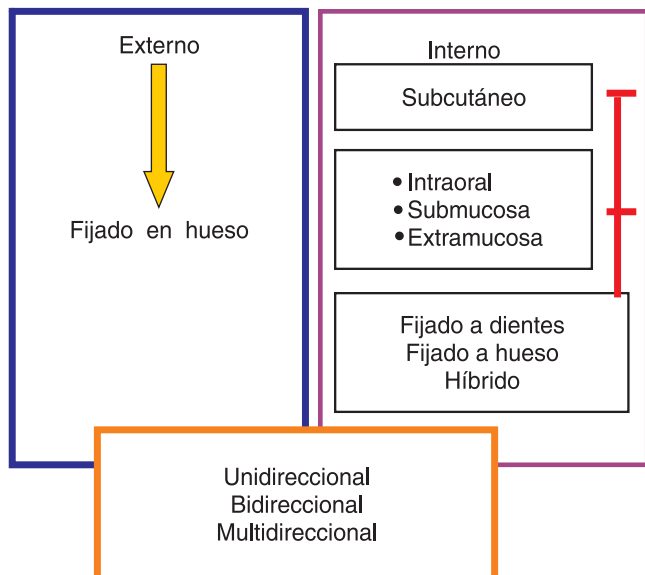 Externo
Fijado en hueso
Interno
Subcutáneo
• Intraoral
• Submucosa
• Extramucosa
Fijado a dientes
Fijado a hueso
Híbrido
Unidireccional
Bidireccional
Multidireccional